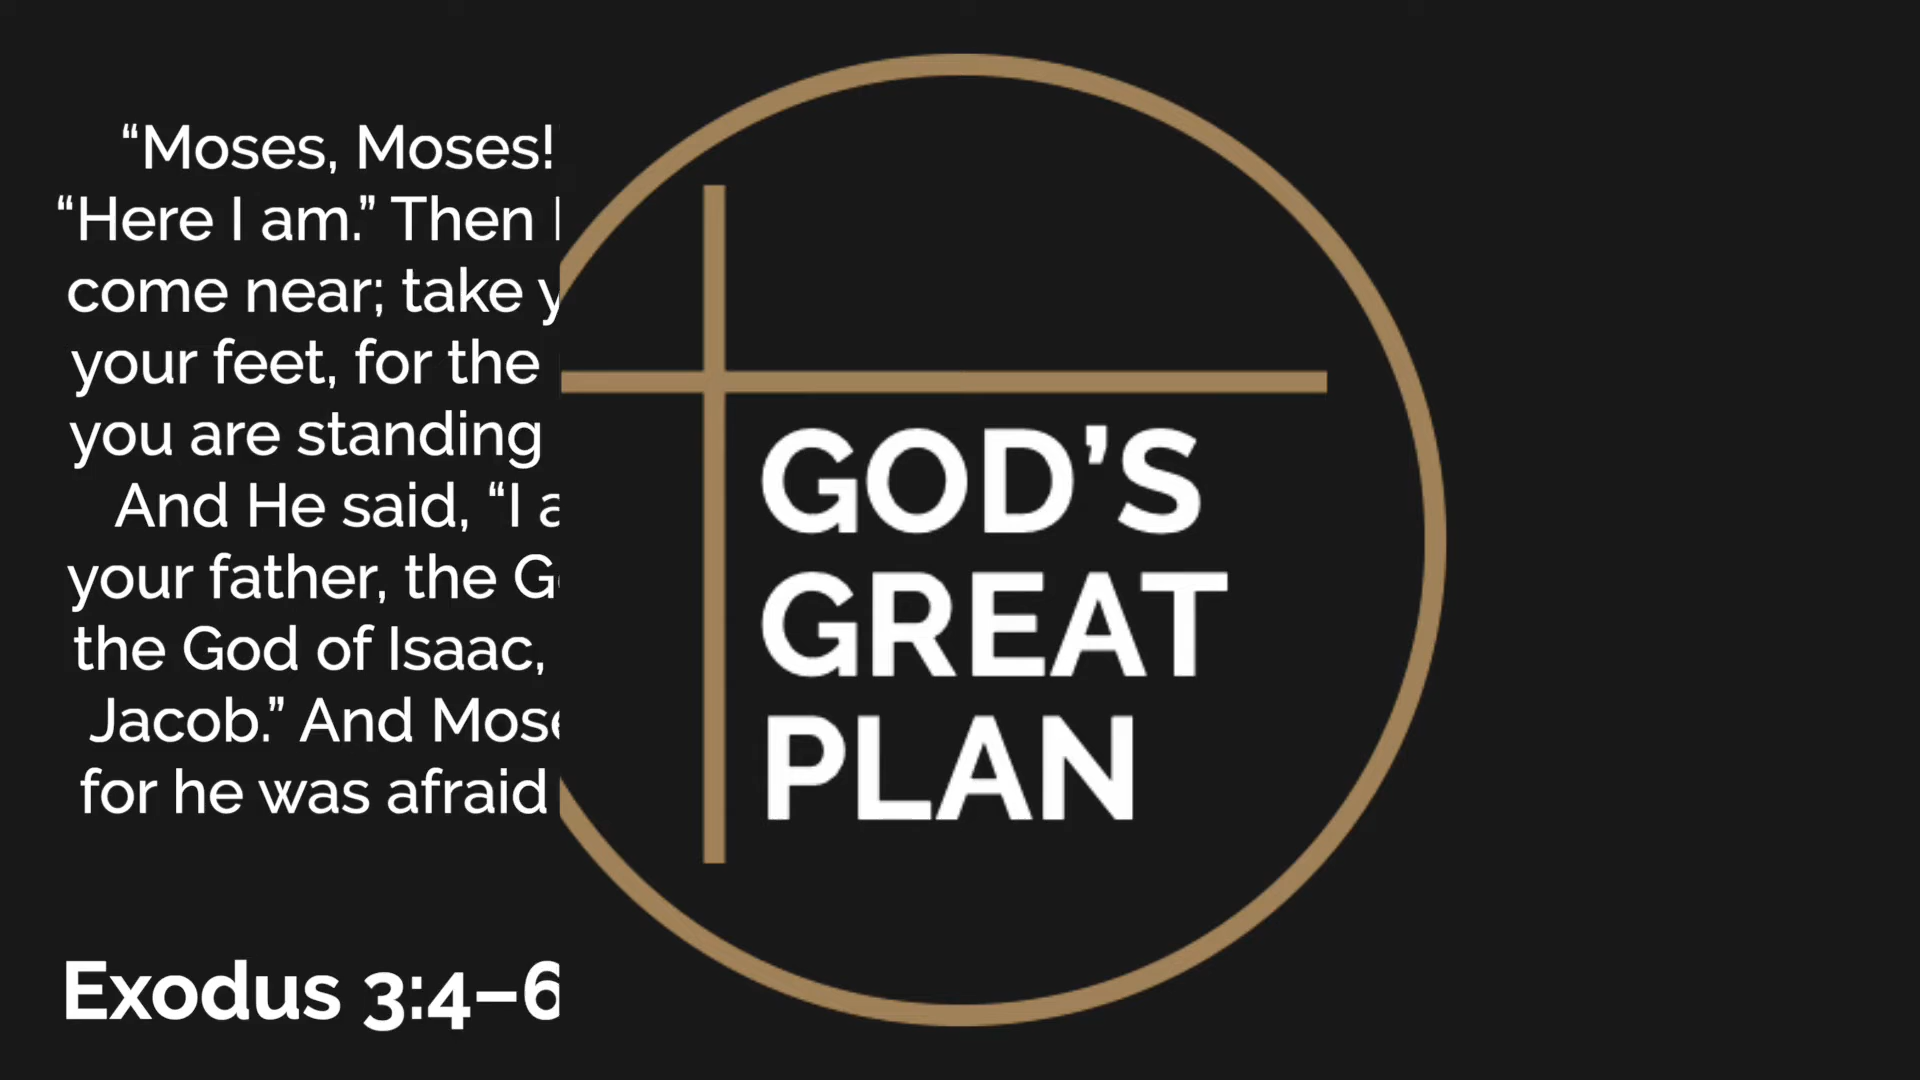 “Moses, Moses!
“Here I am.” Then
come near; take
your feet, for the
you are standing
And He said, “I
your father, the
the God of Isaac,
Jacob.” And
for he was afraid
Exodus 3:4–6
GOD’S
GREAT
PLAN